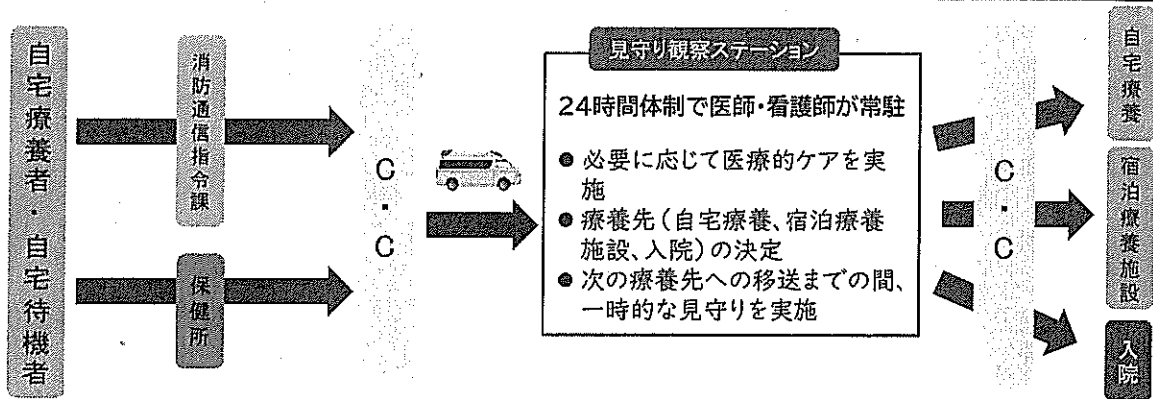 自宅療養者・自宅待機者
消防通信指令課
保健所
C・C
見守り観察ステーション
24時間体制で医師・看護師が常駐
● 必要に応じて医療的ケアを実
施
● 療養先(自宅療養、宿泊療養
施設、入院)の決定
● 次の療養先への移送までの間、
一時的な見守りを実施
C・C
自宅療養
宿泊療養施設
入院